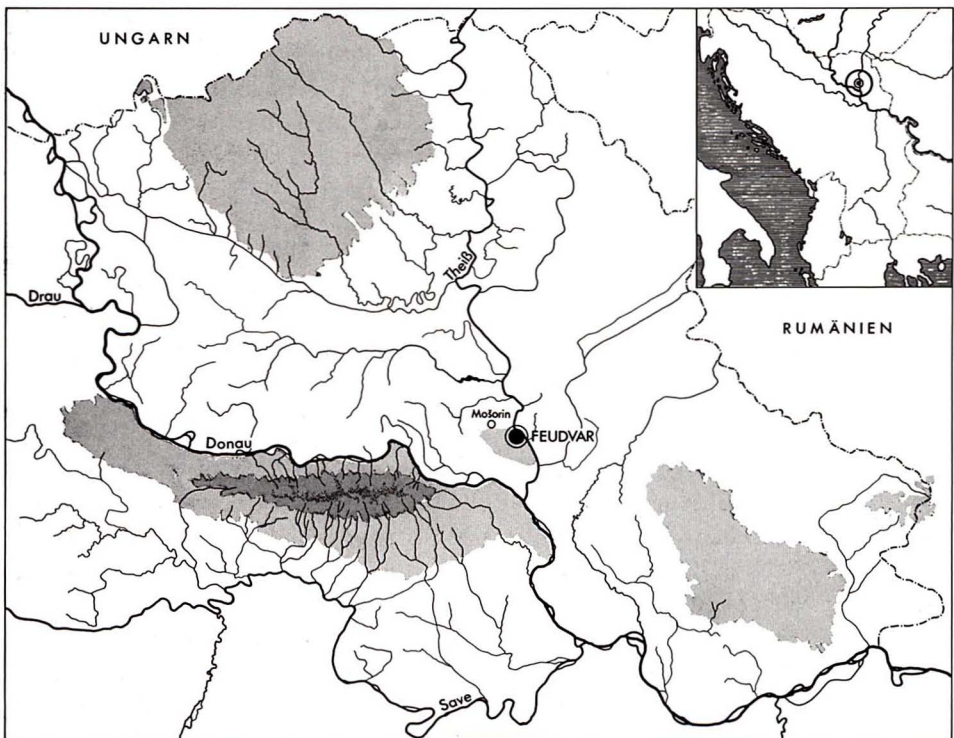 UNGARN
Theiß
Drau
RUMÄNIEN
Mošorin
FEUDVAR
Donau
Save